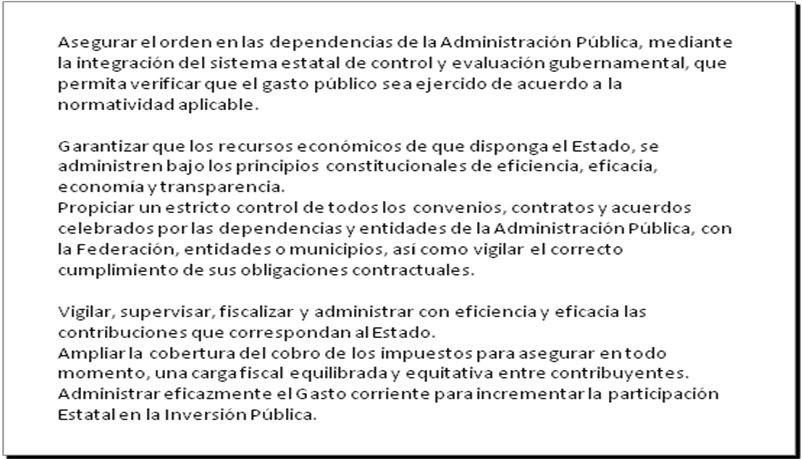 Asegurar el orden en las dependencias de la Administración Pública, mediante
la integración del sistema estatal de control y evaluación gubernamental, que
permita verificar que el gasto público sea ejercido de acuerdo a la
normatividad aplicable.
Garantizar que los recursos económicos de que disponga el Estado, se
administren bajo los principios constitucionales de eficiencia, eficacia,
economía y transparencia.
Propiciar un estricto control de todos los convenios, contratos y acuerdos
celebrados por las dependencias y entidades de la Administración Pública, con
la Federación, entidades o municipios, así como vigilar el correcto
cumplimiento de sus obligaciones contractuales.
Vigilar, supervisar, fiscalizar y administrar con eficiencia y eficacia las
contribuciones que correspondan al Estado.
Ampliar la cobertura del cobro de los impuestos para asegurar en todo
momento, una carga fiscal equilibrada y equitativa entre contribuyentes.
Administrar eficazmente el Gasto corriente para incrementar la participación
Estatal en la Inversión Pública.